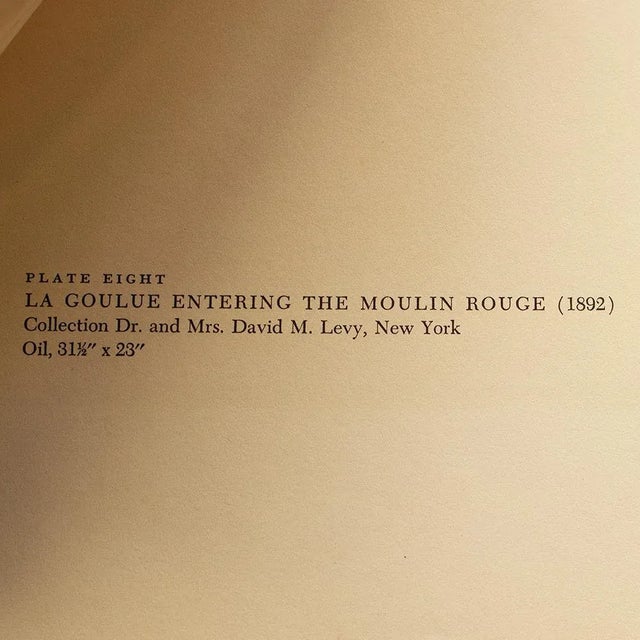 PLATE EIGHT
LA GOULUE ENTERING THE MOULIN ROUGE (1892)
Collection Dr. and Mrs. David M. Levy, New York
Oil, 31½″ x 23″